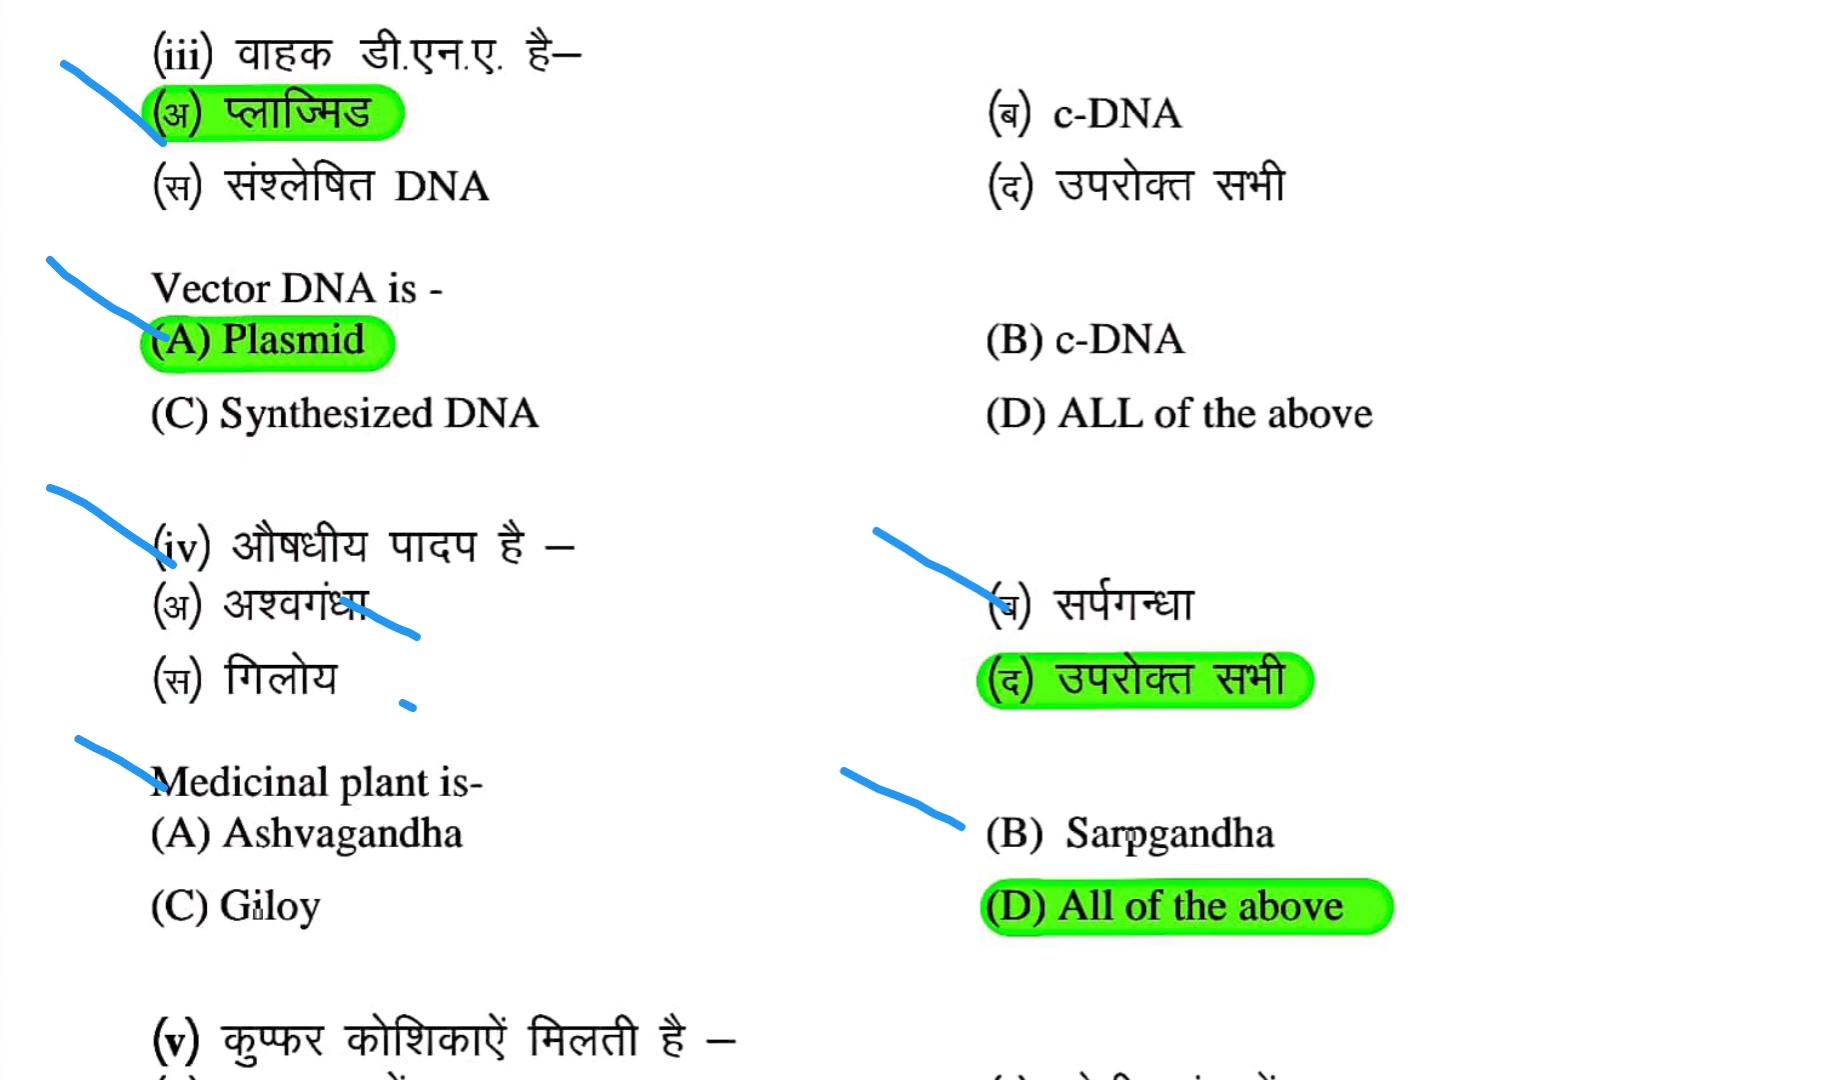 (iii) वाहक डी.एन.ए. है–
(अ) प्लाज्मिड (ब) c-DNA
(स) संश्लेषित DNA (द) उपरोक्त सभी
Vector DNA is -
(A) Plasmid (B) c-DNA
(C) Synthesized DNA (D) ALL of the above
(iv) औषधीय पादप है –
(अ) अश्वगंधा (ब) सर्पगन्धा
(स) गिलोय (द) उपरोक्त सभी
Medicinal plant is-
(A) Ashvagandha (B) Sarpgandha
(C) Giloy (D) All of the above
(v) कुप्फर कोशिकाऐं मिलती है –